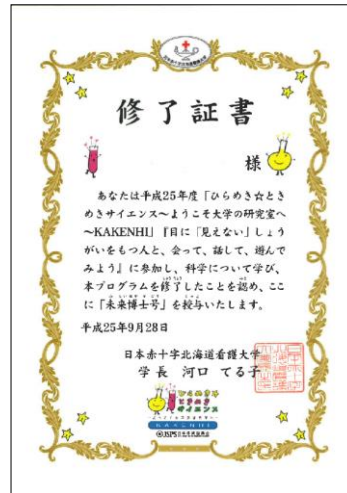 修了証書
様
あなたは平成25年度「ひらめき☆とき
めきサイエンス~ようこそ大学の研究室へ
~KAKENHI」『目に「見えない」しょう
がいをもつ人と、会って、話して、遊んで
みよう』に参加し、科学について学び、
本プログラムを修了したことを認め、ここ
に「未来博士号」を授与いたします。
平成25年9月28日
日本赤十字北海道看護大学
学長 河口 てる子
ひらめき☆
ときめき
サイエンス
KAKENHI